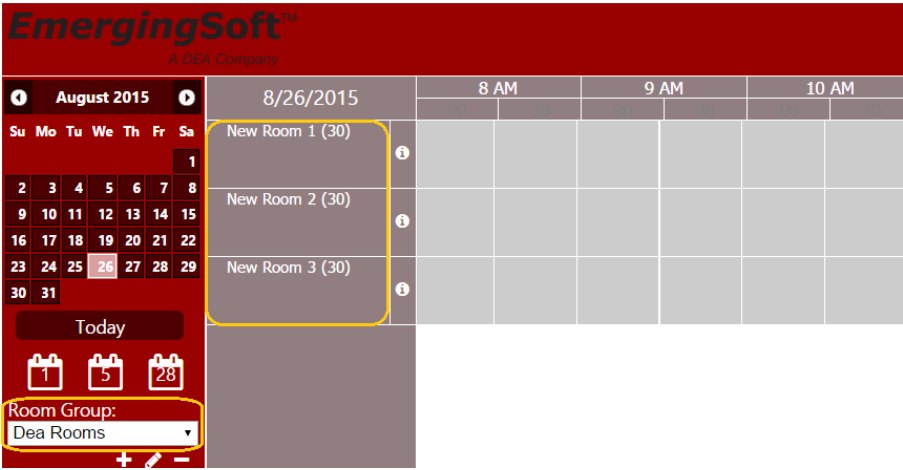 EmergingSoft™
A DEA Company
August 2015
Su Mo Tu We Th Fr Sa
1
2 3 4 5 6 7 8
9 10 11 12 13 14 15
16 17 18 19 20 21 22
23 24 25 26 27 28 29
30 31
Today
1 5 28
Room Group:
Dea Rooms
8/26/2015
8 AM 9 AM 10 AM
00 30 00 30 00 30
New Room 1 (30)
New Room 2 (30)
New Room 3 (30)